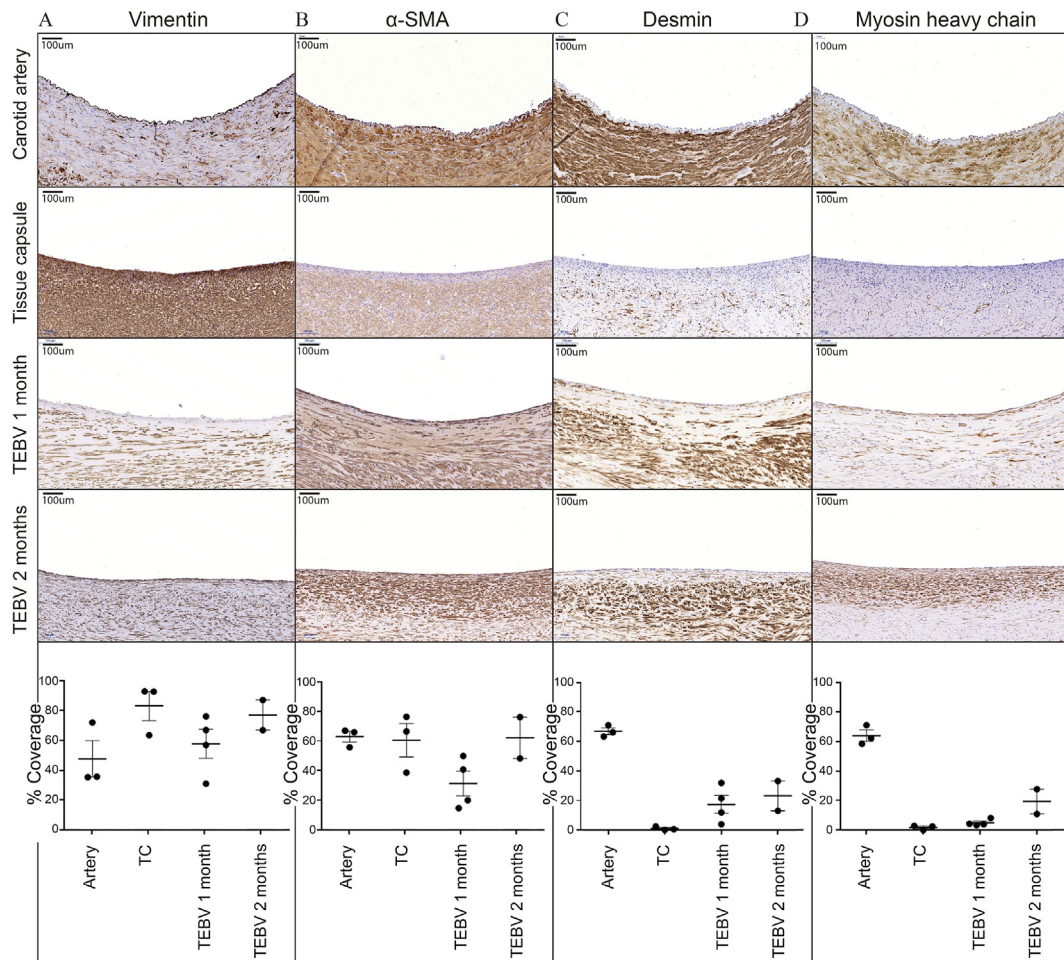 A Vimentin B α-SMA C Desmin D Myosin heavy chain
Carotid artery
100um 100um 100um 100um
Tissue capsule
100um 100um 100um 100um
TEBV 1 month
100um 100um 100um 100um
TEBV 2 months
100um 100um 100um 100um
% Coverage
100
80
60
40
20
0
Artery
TC
TEBV 1 month
TEBV 2 months
% Coverage
100
80
60
40
20
0
Artery
TC
TEBV 1 month
TEBV 2 months
% Coverage
100
80
60
40
20
0
Artery
TC
TEBV 1 month
TEBV 2 months
% Coverage
100
80
60
40
20
0
Artery
TC
TEBV 1 month
TEBV 2 months